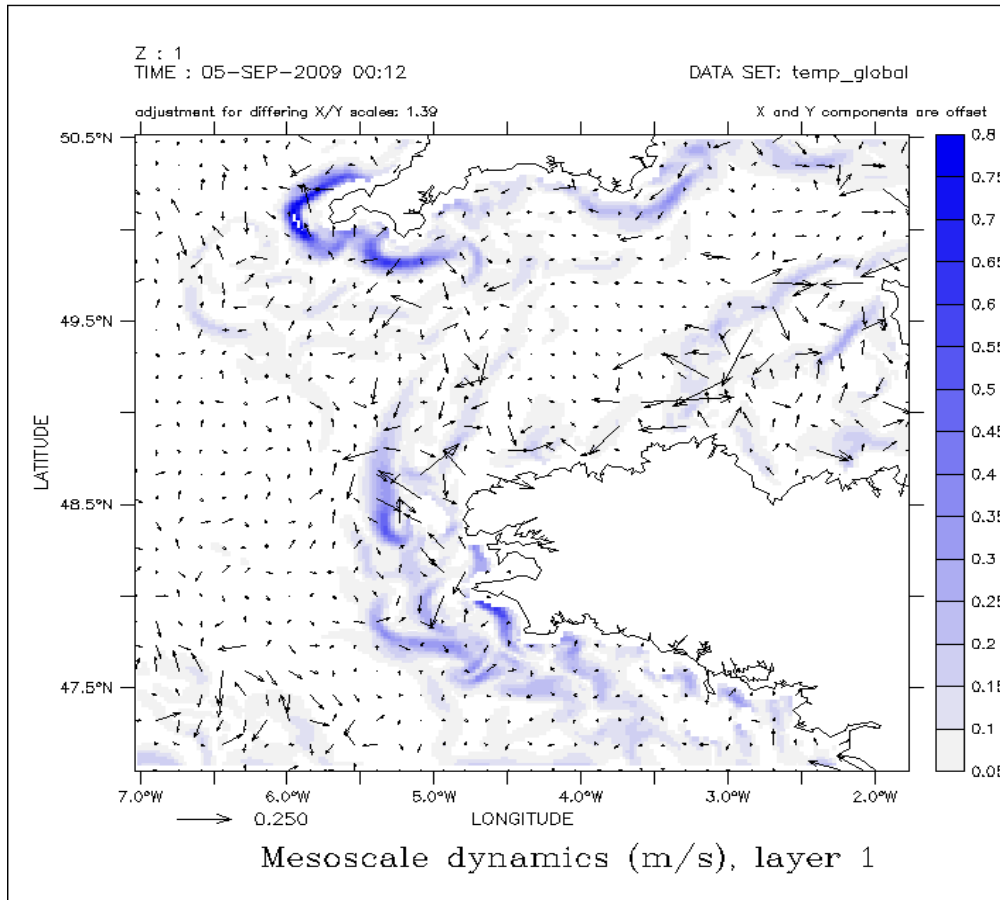 Z : 1
TIME : 05-SEP-2009 00:12
DATA SET: temp_global
adjustment for differing X/Y scales: 1.39
X and Y components are offset
50.5°N
49.5°N
48.5°N
47.5°N
LATITUDE
0.8
0.75
0.7
0.65
0.6
0.55
0.5
0.45
0.4
0.35
0.3
0.25
0.2
0.15
0.1
0.05
7.0°W
6.0°W
5.0°W
4.0°W
3.0°W
2.0°W
0.250
LONGITUDE
Mesoscale dynamics (m/s), layer 1